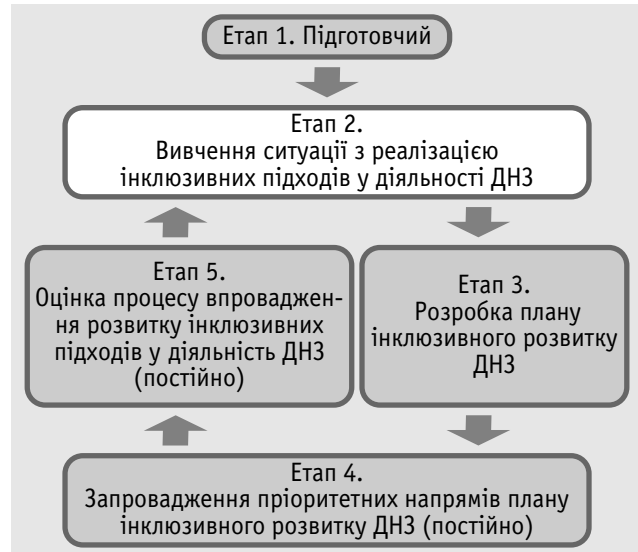 Етап 1. Підготовчий
Етап 2.
Вивчення ситуації з реалізацією
інклюзивних підходів у діяльності ДНЗ
Етап 5.
Оцінка процесу впроваджен-
ня розвитку інклюзивних
підходів у діяльність ДНЗ
(постійно)
Етап 3.
Розробка плану
інклюзивного розвитку
ДНЗ
Етап 4.
Запровадження пріоритетних напрямів плану
інклюзивного розвитку ДНЗ (постійно)